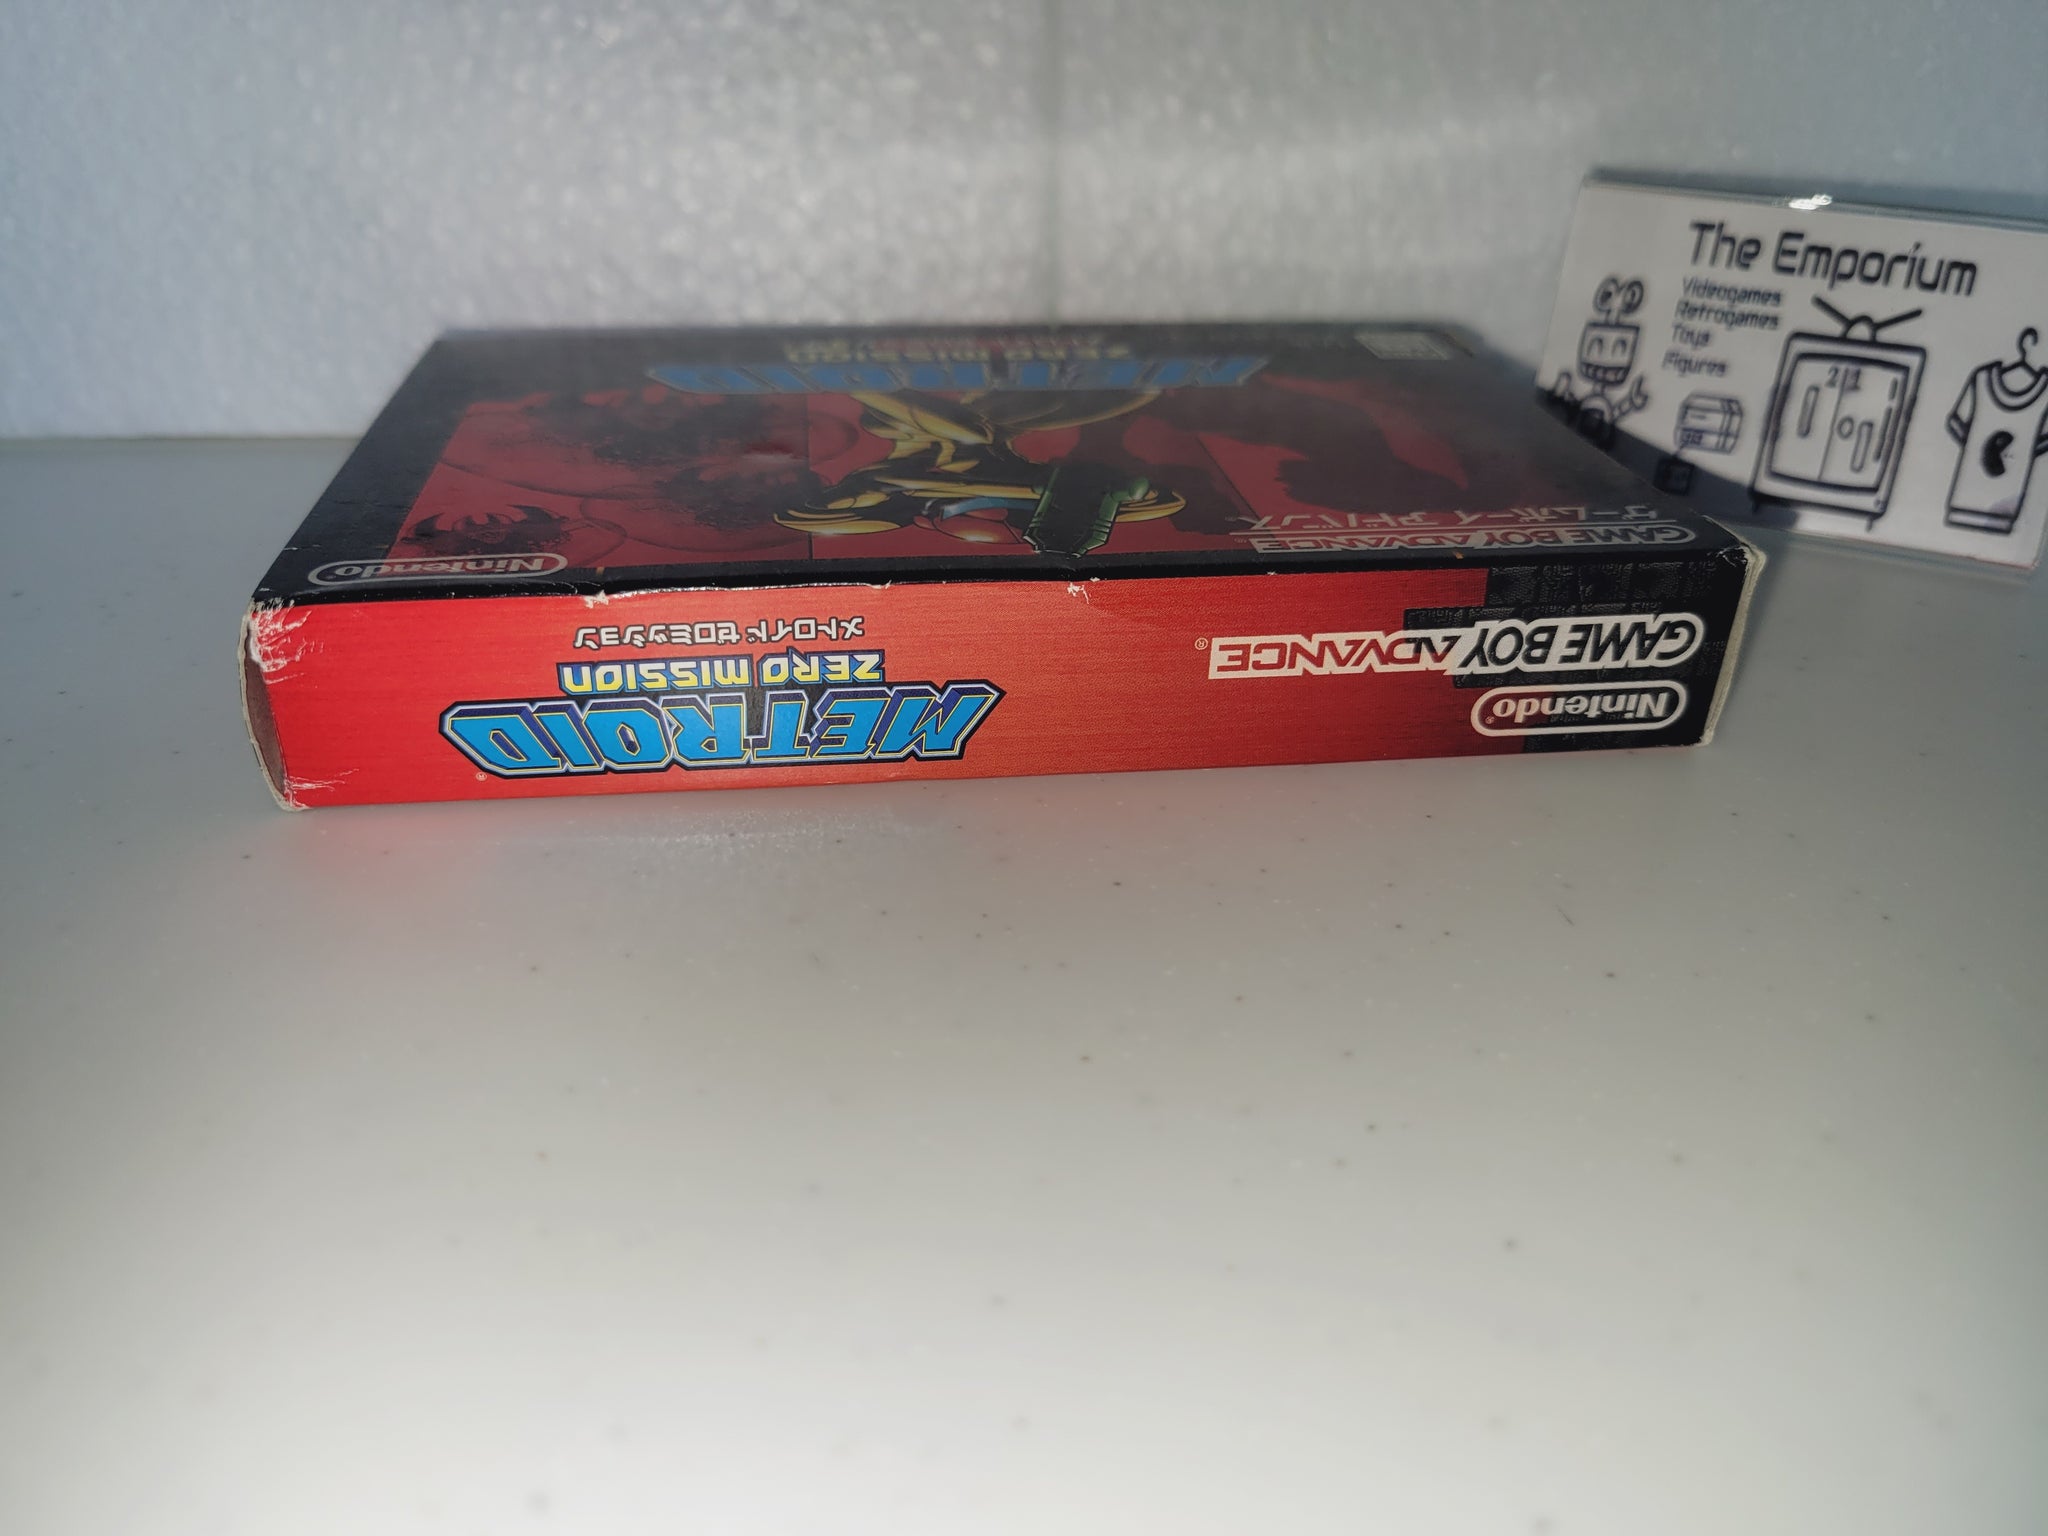 METROID
ZERO MISSION
Nintendo
ゲームボーイアドバンス
GAME BOY ADVANCE
Nintendo®
GAME BOY ADVANCE®
METROID®
ZERO MISSION
メトロイド ゼロミッション
The Emporium
Videogames
Retrogames
Toys
Figures
21